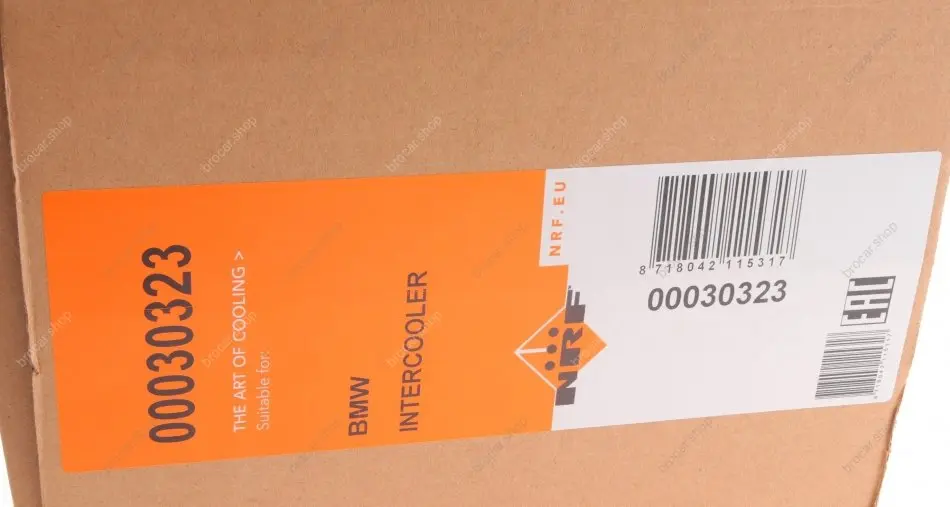 00030323
THE ART OF COOLING >
Suitable for:
BMW
INTERCOOLER
NRF.EU
NRF
8 718042 115317
00030323
EAC
brocar.shop